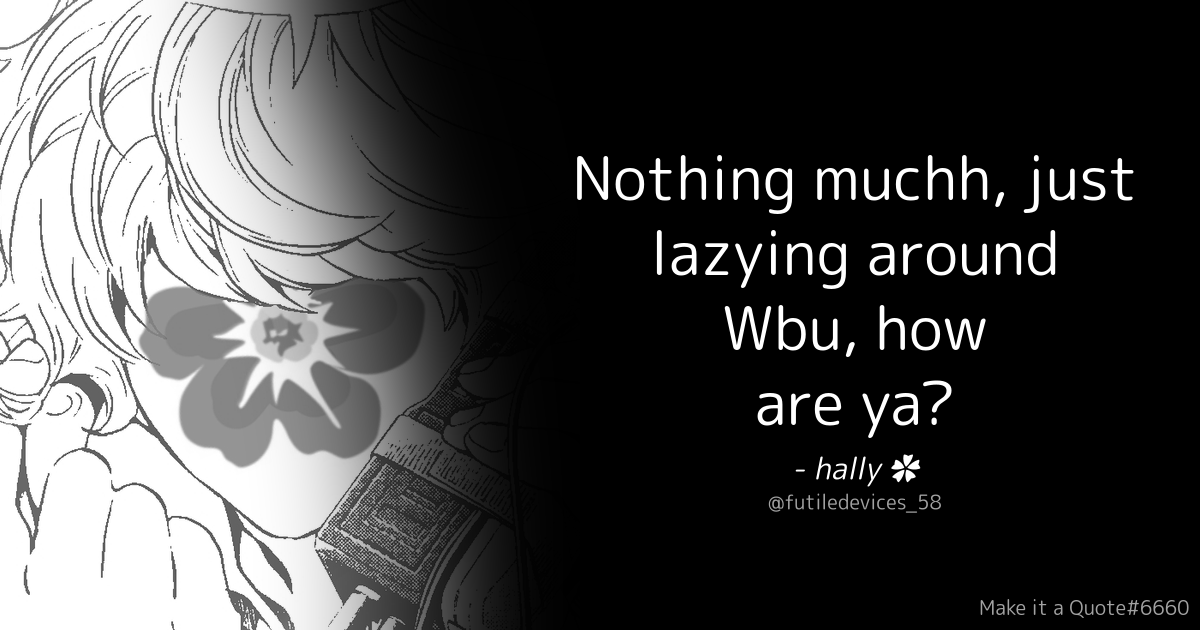 Nothing muchh, just
lazying around
Wbu, how
are ya?
- hally ✽
@futiledevices_58
Make it a Quote#6660